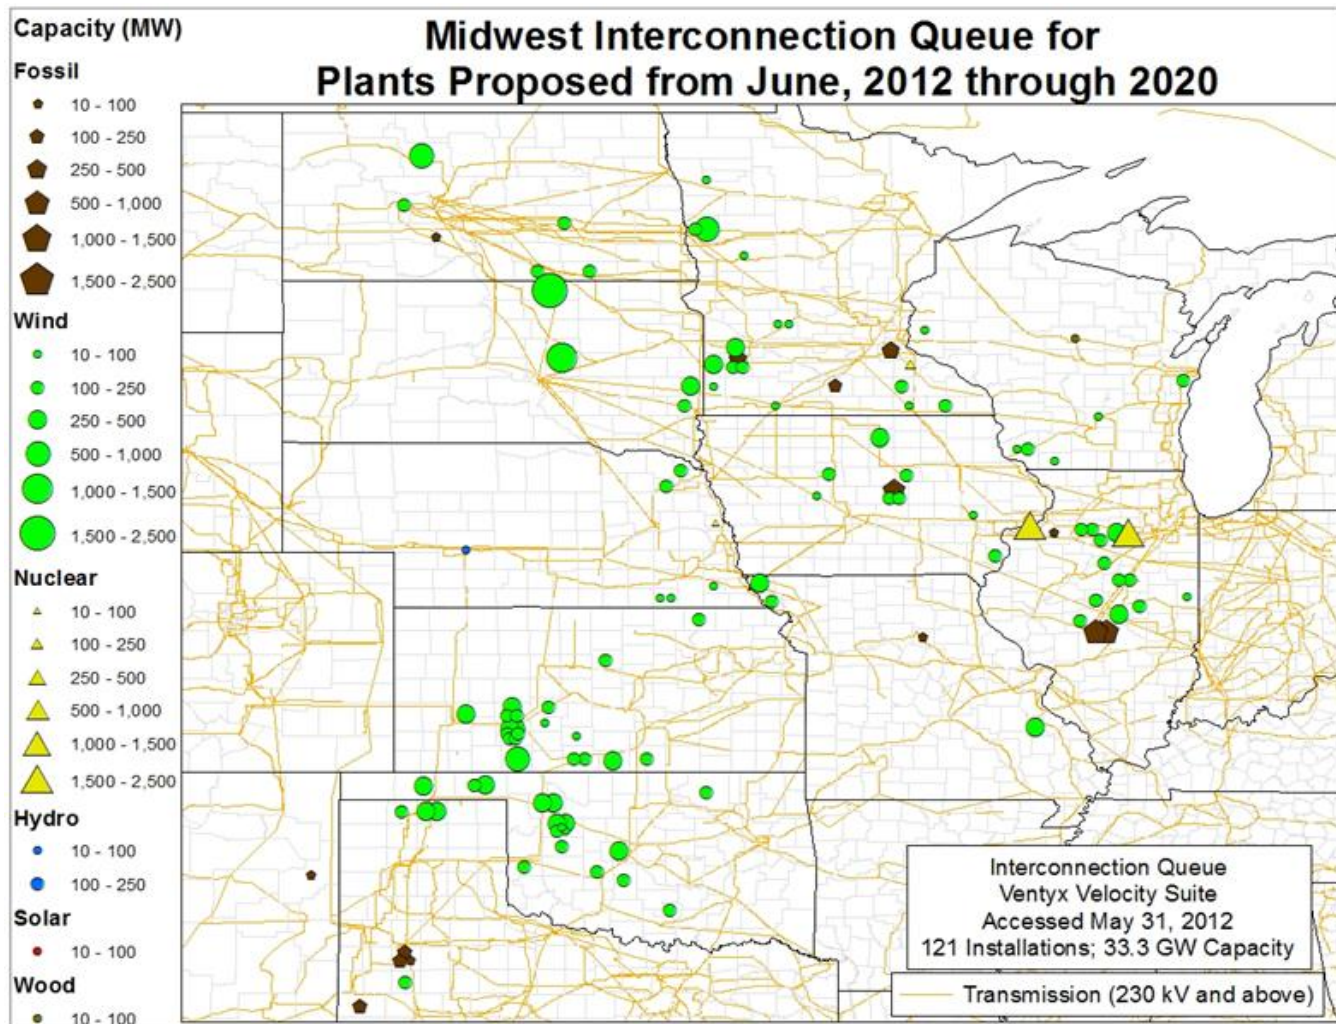 Capacity (MW)
Midwest Interconnection Queue for
Plants Proposed from June, 2012 through 2020
Fossil
10 - 100
100 - 250
250 - 500
500 - 1,000
1,000 - 1,500
1,500 - 2,500
Wind
10 - 100
100 - 250
250 - 500
500 - 1,000
1,000 - 1,500
1,500 - 2,500
Nuclear
10 - 100
100 - 250
250 - 500
500 - 1,000
1,000 - 1,500
1,500 - 2,500
Hydro
10 - 100
100 - 250
Solar
10 - 100
Wood
10 - 100
Interconnection Queue
Ventyx Velocity Suite
Accessed May 31, 2012
121 Installations; 33.3 GW Capacity
Transmission (230 kV and above)